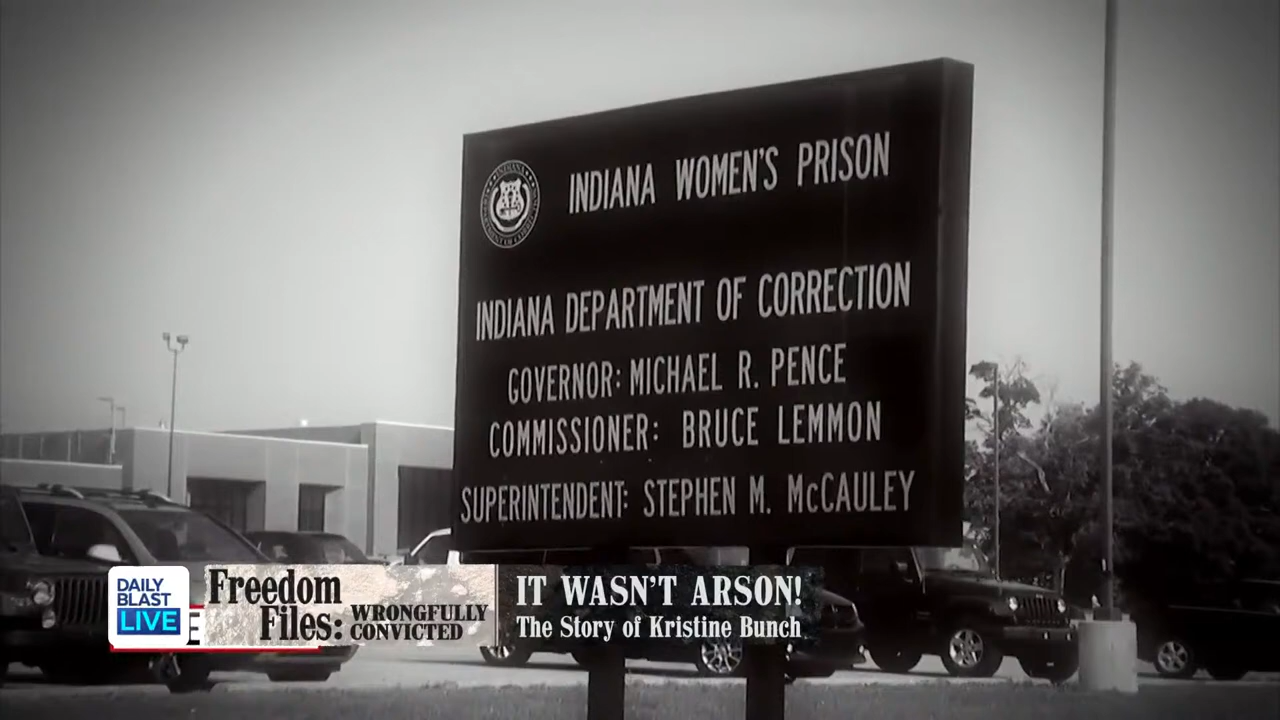 INDIANA WOMEN'S PRISON
INDIANA DEPARTMENT OF CORRECTION
GOVERNOR: MICHAEL R. PENCE
COMMISSIONER: BRUCE LEMMON
SUPERINTENDENT: STEPHEN M. McCAULEY
DAILY
BLAST
LIVE
Freedom
Files: WRONGFULLY
CONVICTED
IT WASN'T ARSON!
The Story of Kristine Bunch